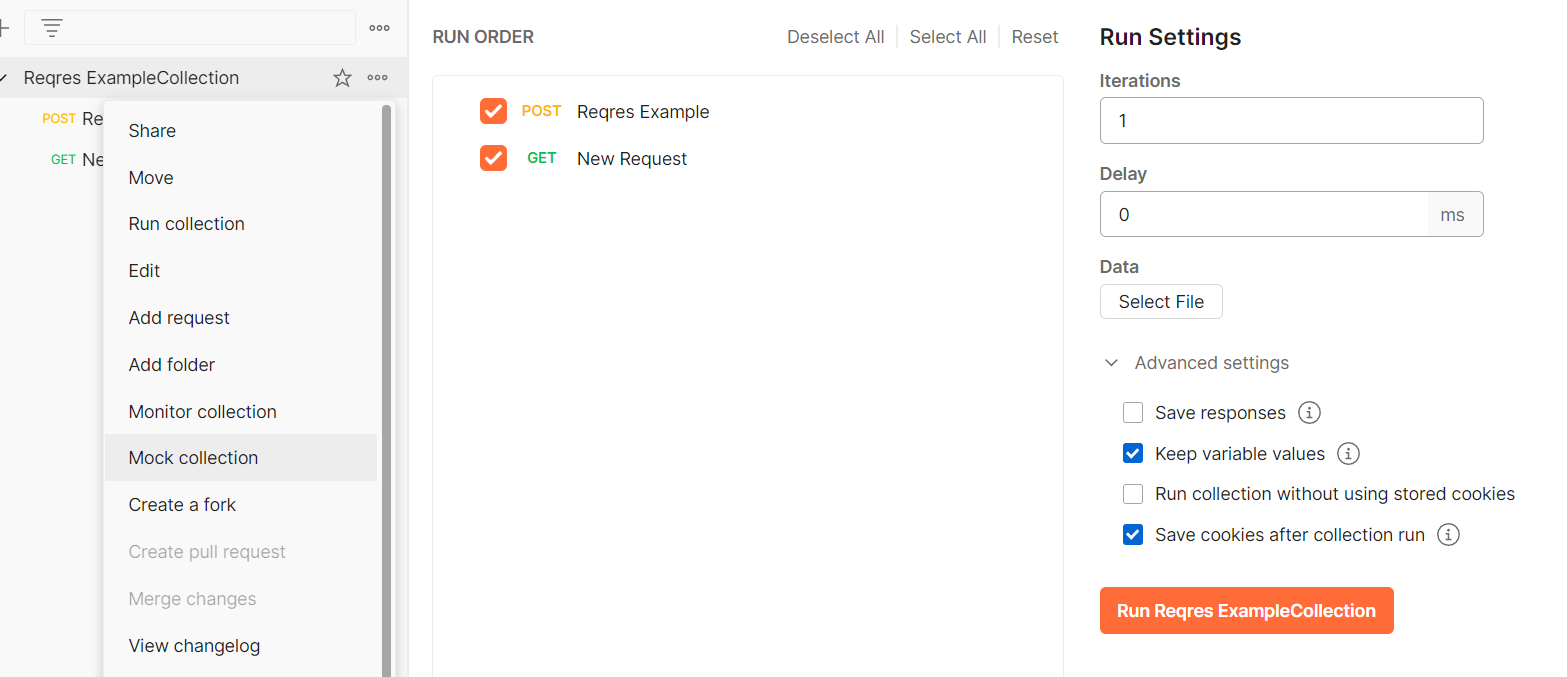 Reqres ExampleCollection
POST Re
GET Ne
Share
Move
Run collection
Edit
Add request
Add folder
Monitor collection
Mock collection
Create a fork
Create pull request
Merge changes
View changelog
RUN ORDER
Deselect All
Select All
Reset
POST Reqres Example
GET New Request
Run Settings
Iterations
1
Delay
0 ms
Data
Select File
Advanced settings
Save responses
Keep variable values
Run collection without using stored cookies
Save cookies after collection run
Run Reqres ExampleCollection